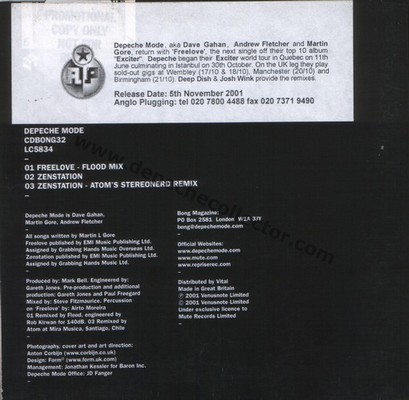 PROMOTIONAL
COPY ONLY
NOT FOR
AP
Depeche Mode, aka Dave Gahan, Andrew Fletcher and Martin
Gore, return with 'Freelove', the next single off their top 10 album
"Exciter". Depeche began their Exciter world tour in Quebec on 11th
June culminating in Istanbul on 30th October. On the UK leg they play
sold-out gigs at Wembley (17/10 & 18/10), Manchester (20/10) and
Birmingham (21/10). Deep Dish & Josh Wink provide the remixes.
Release Date: 5th November 2001
Anglo Plugging: tel 020 7800 4488 fax 020 7371 9490
DEPECHE MODE
CDBONG32
LC5834
01 FREELOVE - FLOOD MIX
02 ZENSTATION
03 ZENSTATION - ATOM'S STEREONERD REMIX
www.depechecollector.com
Depeche Mode is Dave Gahan,
Martin Gore, Andrew Fletcher
All songs written by Martin L Gore
Freelove published by EMI Music Publishing Ltd.
Assigned by Grabbing Hands Music Overseas Ltd.
Zenstation published by EMI Music Publishing Ltd.
Assigned by Grabbing Hands Music Ltd.
Produced by: Mark Bell. Engineered by:
Gareth Jones. Pre-production and additional
production: Gareth Jones and Paul Freegard
Mixed by: Steve Fitzmaurice. Percussion
on 'Freelove' by: Airto Moreira
01 Remixed by Flood, engineered by
Rob Kirwan for 140dB. 03 Remixed by
Atom at Mira Musica, Santiago, Chile
Photography, cover art and art direction:
Anton Corbijn (www.corbijn.co.uk)
Design: Form® (www.form.uk.com)
Management: Jonathan Kessler for Baron Inc.
Depeche Mode Office: JD Fanger
Bong Magazine:
PO Box 2581 London W1A 3JY
bong@depechemode.com
Official Websites:
www.depechemode.com
www.mute.com
www.repriserec.com
Distributed by Vital
Made in Great Britain
℗ 2001 Venusnote Limited
© 2001 Venusnote Limited
Under exclusive licence to
Mute Records Limited